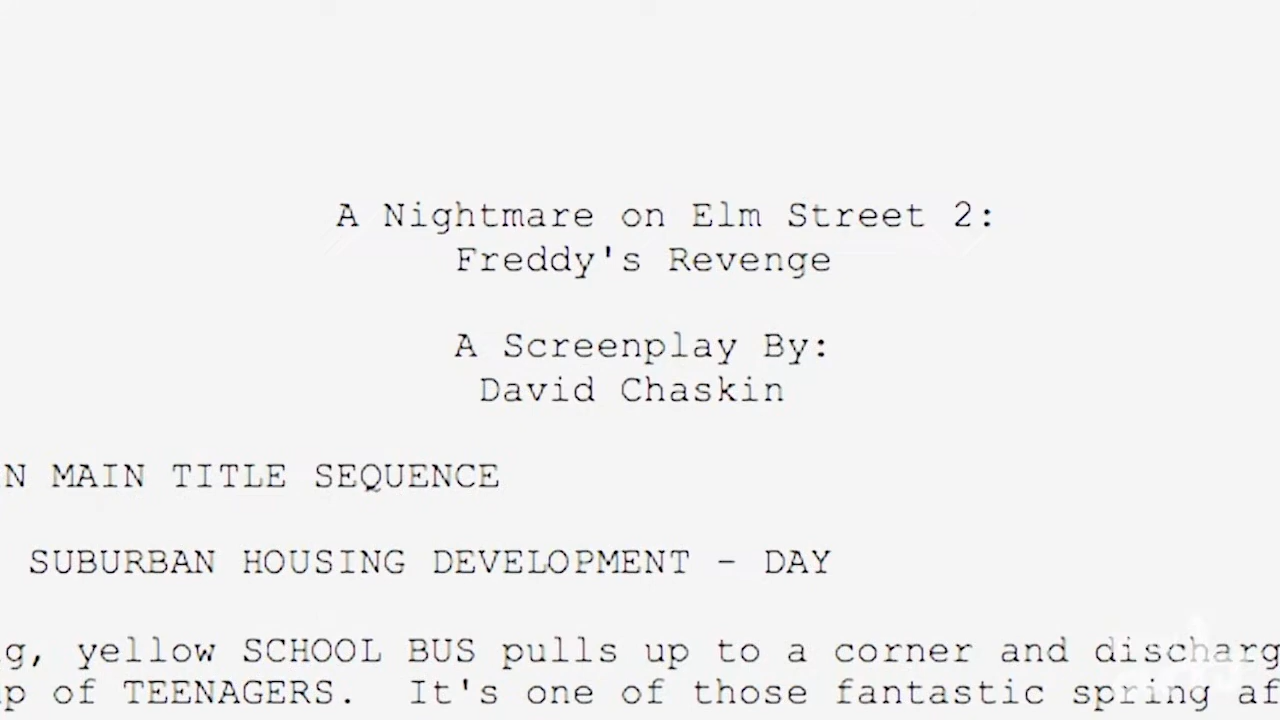 A Nightmare on Elm Street 2:
Freddy's Revenge
A Screenplay By:
David Chaskin
N MAIN TITLE SEQUENCE
SUBURBAN HOUSING DEVELOPMENT - DAY
g, yellow SCHOOL BUS pulls up to a corner and discharg
p of TEENAGERS. It's one of those fantastic spring af